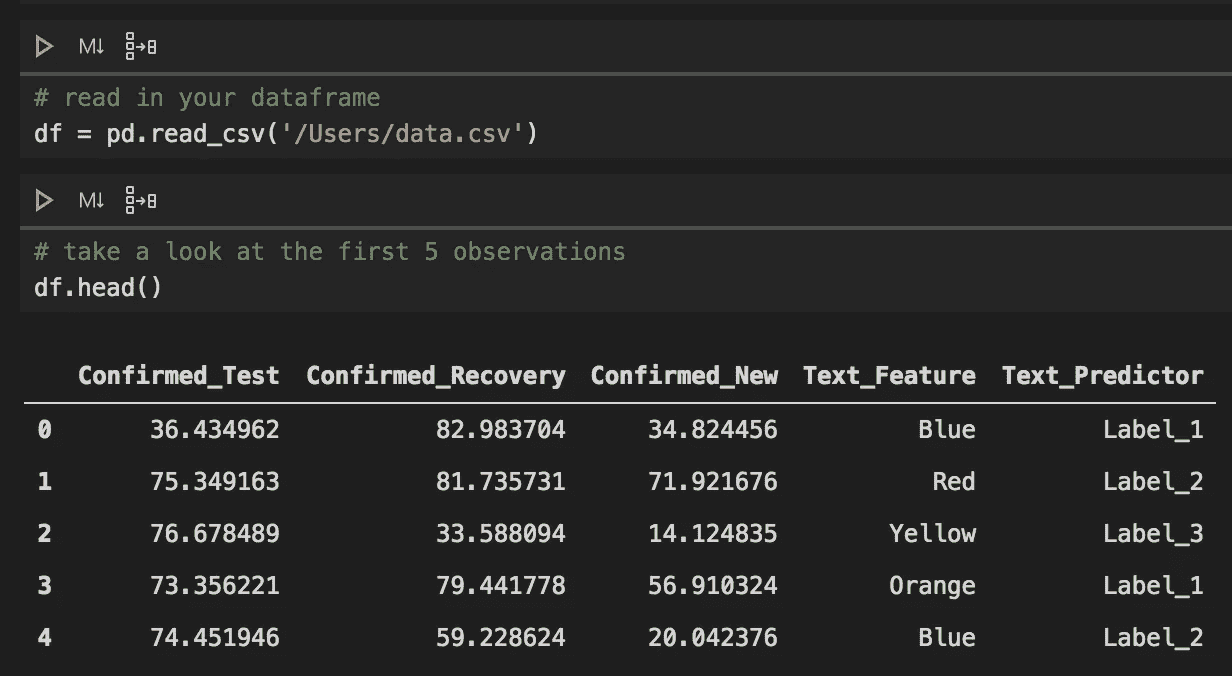 M↓
# read in your dataframe
df = pd.read_csv('/Users/data.csv')
M↓
# take a look at the first 5 observations
df.head()
Confirmed_Test Confirmed_Recovery Confirmed_New Text_Feature Text_Predictor
0 36.434962 82.983704 34.824456 Blue Label_1
1 75.349163 81.735731 71.921676 Red Label_2
2 76.678489 33.588094 14.124835 Yellow Label_3
3 73.356221 79.441778 56.910324 Orange Label_1
4 74.451946 59.228624 20.042376 Blue Label_2